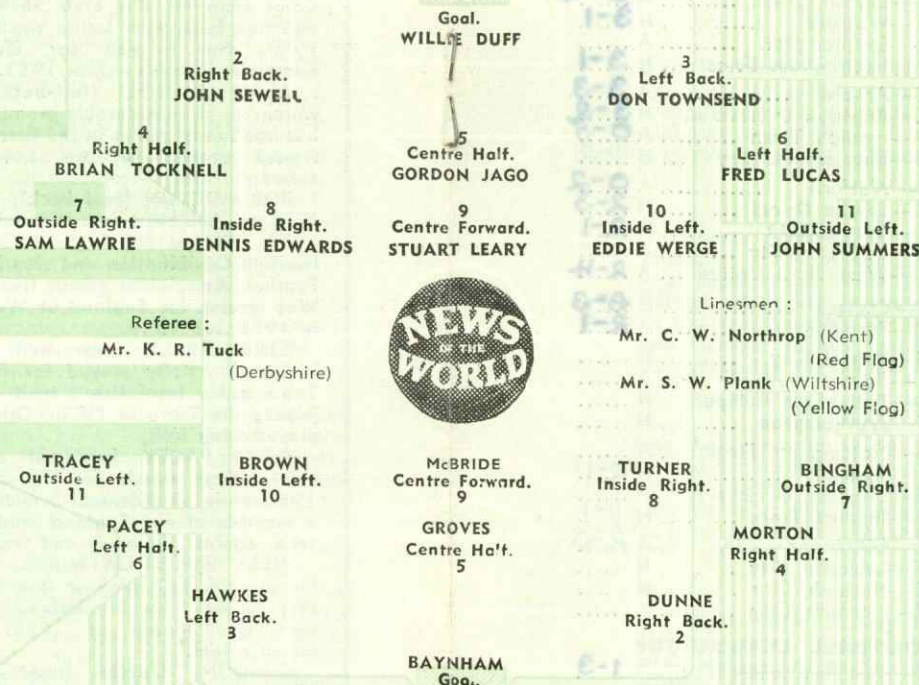 Goal.
WILLIE DUFF
2
Right Back.
JOHN SEWELL
3
Left Back.
DON TOWNSEND
4
Right Half.
BRIAN TOCKNELL
5
Centre Half.
GORDON JAGO
6
Left Half.
FRED LUCAS
7
Outside Right.
SAM LAWRIE
8
Inside Right.
DENNIS EDWARDS
9
Centre Forward.
STUART LEARY
10
Inside Left.
EDDIE WERGE
11
Outside Left.
JOHN SUMMERS
Referee :
Mr. K. R. Tuck
(Derbyshire)
NEWS
OF THE
WORLD
Linesmen :
Mr. C. W. Northrop (Kent)
(Red Flag)
Mr. S. W. Plank (Wiltshire)
(Yellow Flog)
TRACEY
Outside Left.
11
BROWN
Inside Left.
10
McBRIDE
Centre Forward.
9
TURNER
Inside Right.
8
BINGHAM
Outside Right.
7
PACEY
Left Half.
6
GROVES
Centre Half.
5
MORTON
Right Half.
4
HAWKES
Left Back.
3
DUNNE
Right Back.
2
BAYNHAM
Goal.